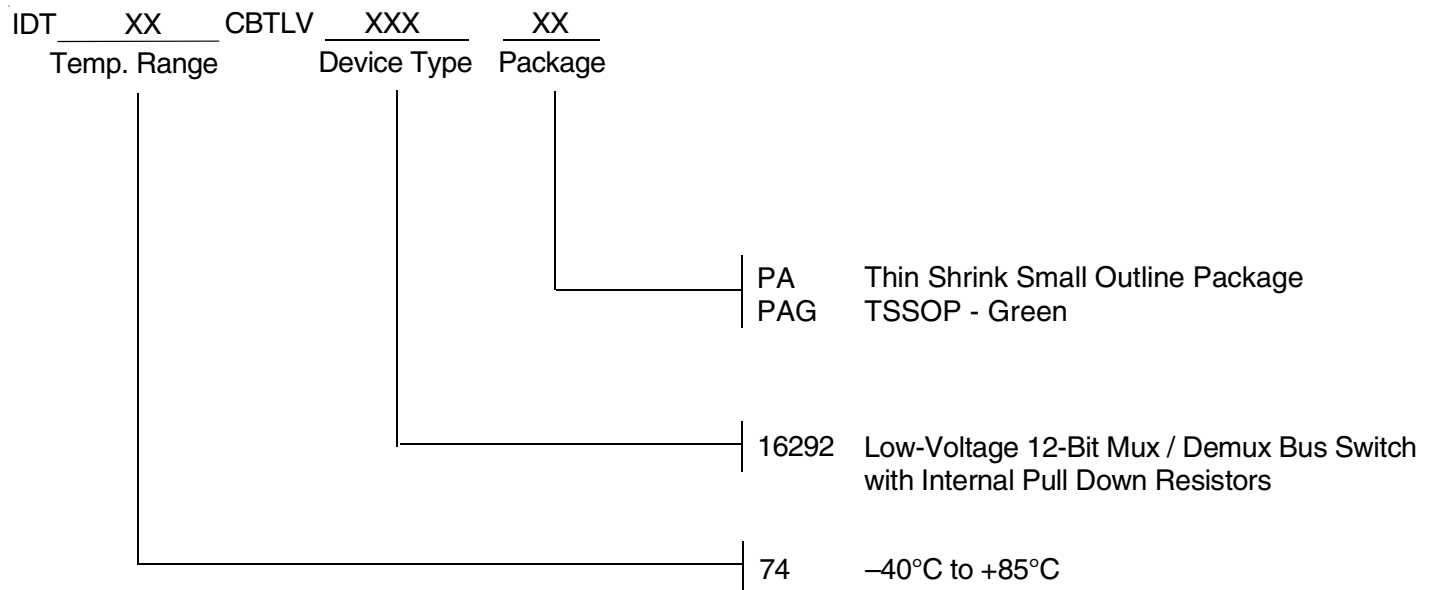 IDT XX CBTLV XXX XX
Temp. Range Device Type Package
PA Thin Shrink Small Outline Package
PAG TSSOP - Green
16292 Low-Voltage 12-Bit Mux / Demux Bus Switch
with Internal Pull Down Resistors
74 –40°C to +85°C